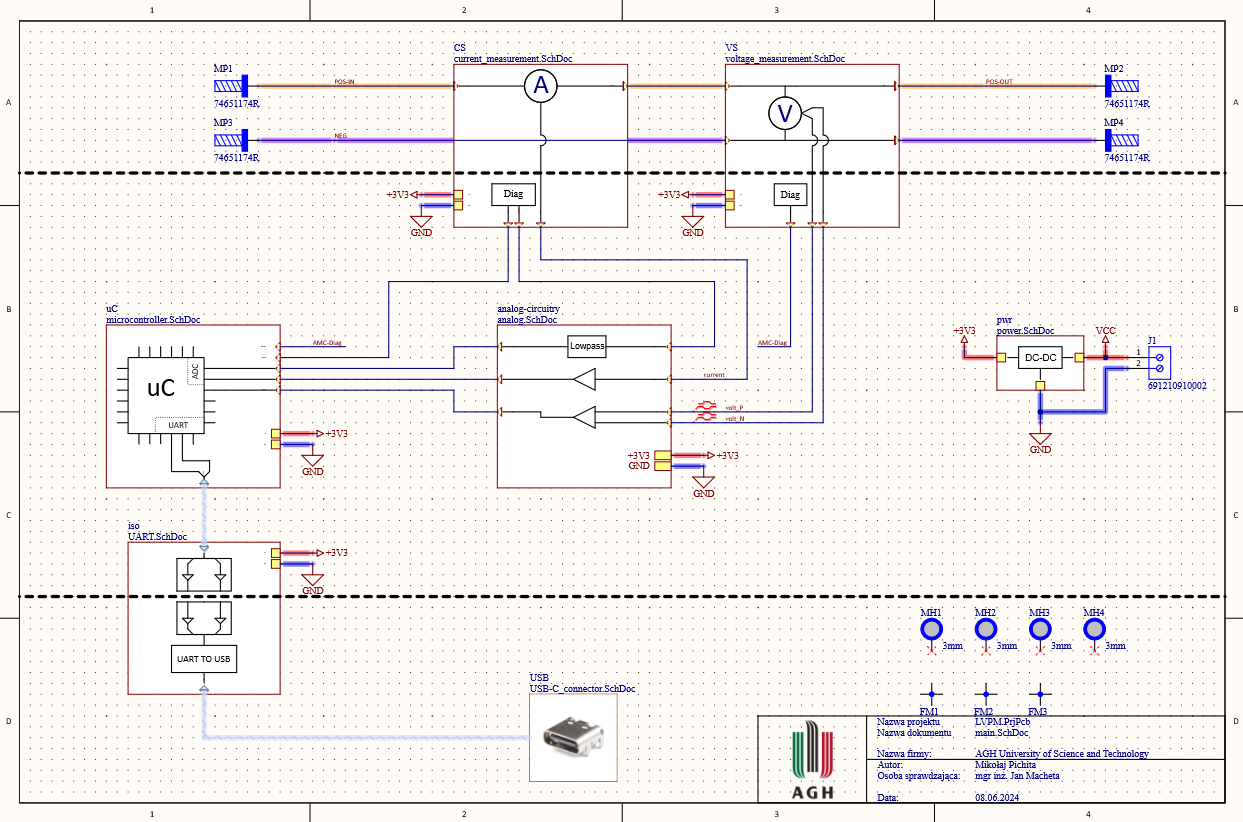 1 2 3 4
CS
current_measurement.SchDoc
VS
voltage_measurement.SchDoc
MP1
POS-IN
A
POS-OUT
MP2
74651174R
74651174R
A
A
V
MP3
NEG
MP4
74651174R
74651174R
+3V3
Diag
+3V3
Diag
GND
GND
B
B
uC
microcontroller.SchDoc
analog-circuitry
analog.SchDoc
pwr
power.SchDoc
+3V3
VCC
J1
AMC-Diag
Lowpass
AMC-Diag
DC-DC
1
2
uC
ADC
current
691210910002
volt_P
volt_N
UART
+3V3
GND
GND
+3V3
GND
+3V3
GND
C
C
iso
UART.SchDoc
+3V3
GND
MH1 MH2 MH3 MH4
3mm 3mm 3mm 3mm
UART TO USB
USB
USB-C_connector.SchDoc
FM1 FM2 FM3
D
D
Nazwa projektu LVPM.PrjPcb
Nazwa dokumentu main.SchDoc
Nazwa firmy: AGH University of Science and Technology
Autor: Mikołaj Pichita
Osoba sprawdzająca: mgr inż. Jan Macheta
Data: 08.06.2024
AGH
1 2 3 4